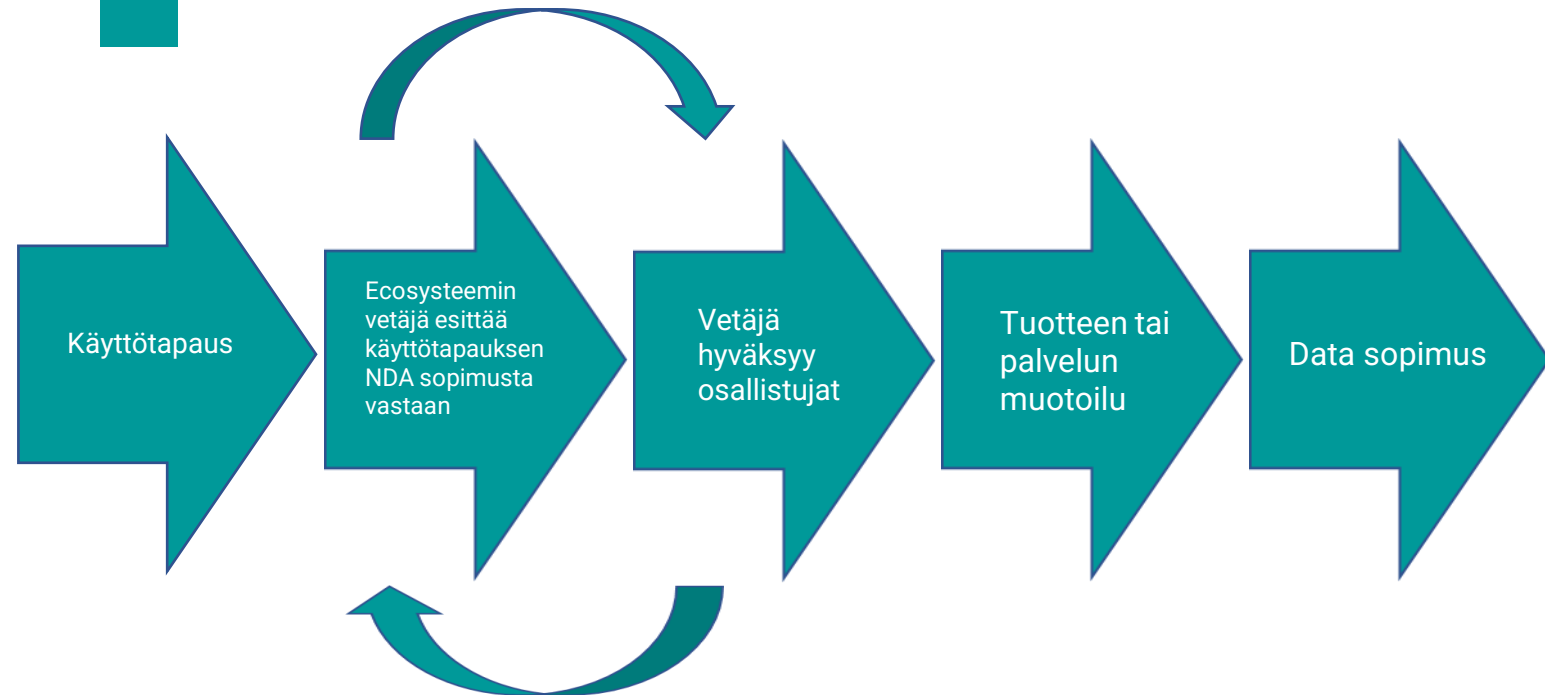 Käyttötapaus
Ecosysteemin
vetäjä esittää
käyttötapauksen
NDA sopimusta
vastaan
Vetäjä
hyväksyy
osallistujat
Tuotteen tai
palvelun
muotoilu
Data sopimus